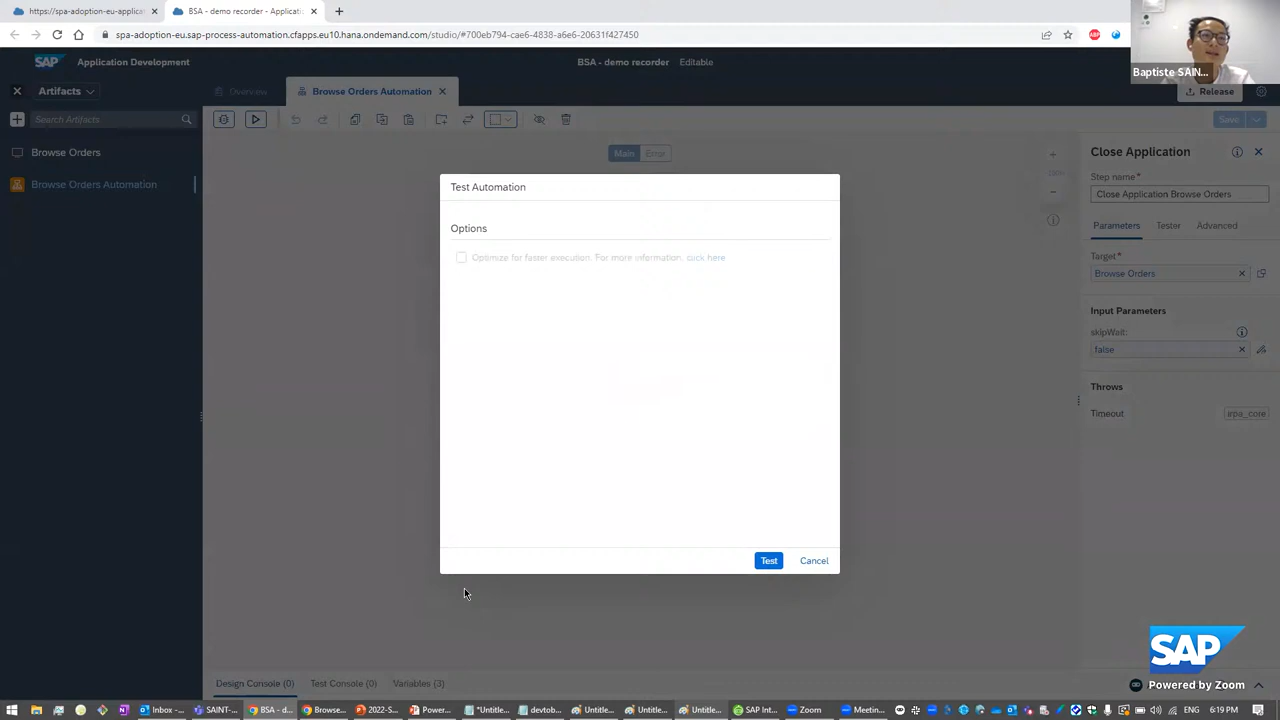 https://spa-adoption-eu.applicat
BSA - demo recorder - Applicati
spa-adoption-eu.sap-process-automation.cfapps.eu10.hana.ondemand.com/studio/#700eb794-cae6-4838-a6e6-20631f427450
Baptiste SAIN...
SAP
Application Development
BSA - demo recorder
Editable
Artifacts
Overview
Browse Orders Automation
Release
Search Artifacts
Save
Browse Orders
Browse Orders Automation
Main
Error
Test Automation
Options
Optimize for faster execution. For more information, click here
Test
Cancel
Close Application
Step name*
Close Application Browse Orders
Parameters
Tester
Advanced
Target*
Browse Orders
Input Parameters
skipWait:
false
Throws
Timeout
irpa_core
SAP
Powered by Zoom
Design Console (0)
Test Console (0)
Variables (3)
Inbox -...
SAINT-...
BSA - d...
Browse...
2022-S...
Power...
*Untitle...
devtob...
Untitle...
Untitle...
Untitle...
SAP Int...
Zoom
Meetin...
6:19 PM